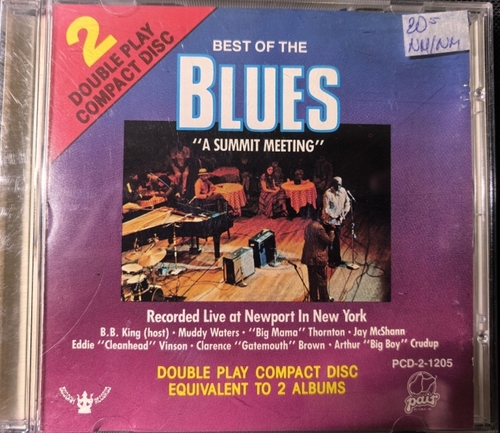 2
DOUBLE PLAY
COMPACT DISC
20=
NM/NM
BEST OF THE
BLUES
"A SUMMIT MEETING"
Recorded Live at Newport In New York
B.B. King (host) · Muddy Waters · "Big Mama" Thornton · Jay McShann
Eddie "Cleanhead" Vinson · Clarence "Gatemouth" Brown · Arthur "Big Boy" Crudup
DOUBLE PLAY COMPACT DISC
EQUIVALENT TO 2 ALBUMS
PCD-2-1205
pair